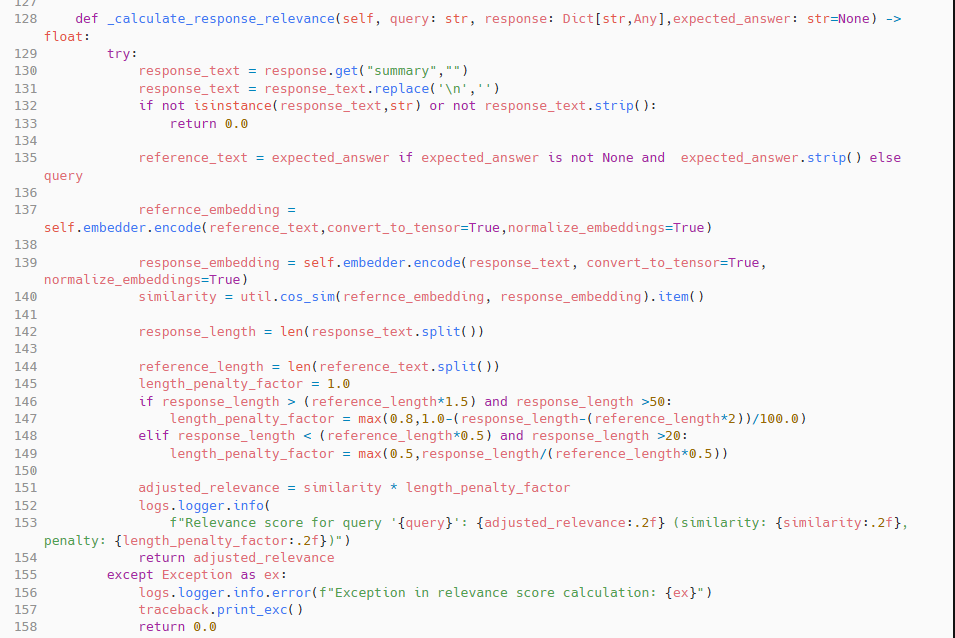 127
128     def _calculate_response_relevance(self, query: str, response: Dict[str,Any],expected_answer: str=None) ->
float:
129         try:
130             response_text = response.get("summary","")
131             response_text = response_text.replace('\n','')
132             if not isinstance(response_text,str) or not response_text.strip():
133                 return 0.0
134
135             reference_text = expected_answer if expected_answer is not None and  expected_answer.strip() else
query
136
137             refernce_embedding =
self.embedder.encode(reference_text,convert_to_tensor=True,normalize_embeddings=True)
138
139             response_embedding = self.embedder.encode(response_text, convert_to_tensor=True,
normalize_embeddings=True)
140             similarity = util.cos_sim(refernce_embedding, response_embedding).item()
141
142             response_length = len(response_text.split())
143
144             reference_length = len(reference_text.split())
145             length_penalty_factor = 1.0
146             if response_length > (reference_length*1.5) and response_length >50:
147                 length_penalty_factor = max(0.8,1.0-(response_length-(reference_length*2))/100.0)
148             elif response_length < (reference_length*0.5) and response_length >20:
149                 length_penalty_factor = max(0.5,response_length/(reference_length*0.5))
150
151             adjusted_relevance = similarity * length_penalty_factor
152             logs.logger.info(
153                 f"Relevance score for query '{query}': {adjusted_relevance:.2f} (similarity: {similarity:.2f},
penalty: {length_penalty_factor:.2f})")
154             return adjusted_relevance
155         except Exception as ex:
156             logs.logger.info.error(f"Exception in relevance score calculation: {ex}")
157             traceback.print_exc()
158             return 0.0